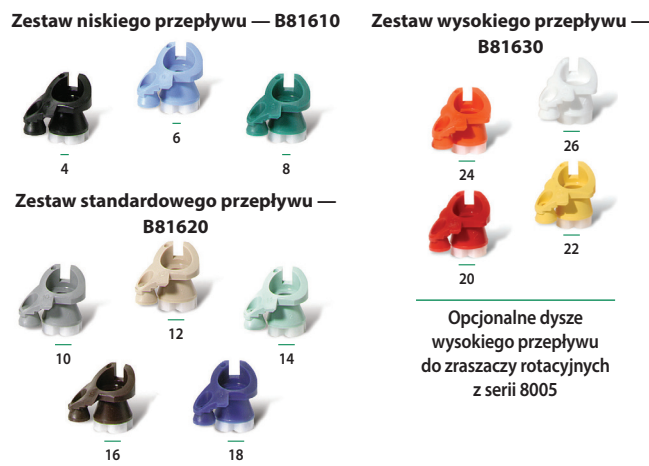 Zestaw niskiego przepływu — B81610
4
6
8
Zestaw standardowego przepływu —
B81620
10
12
14
16
18
Zestaw wysokiego przepływu —
B81630
24
26
20
22
Opcjonalne dysze
wysokiego przepływu
do zraszaczy rotacyjnych
z serii 8005